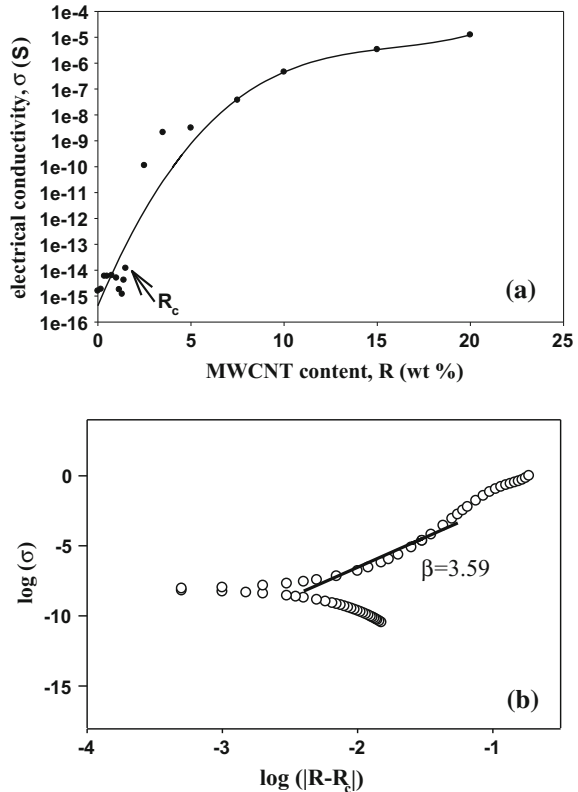 electrical conductivity, σ (S)
1e-4
1e-5
1e-6
1e-7
1e-8
1e-9
1e-10
1e-11
1e-12
1e-13
1e-14
1e-15
1e-16
Rc
(a)
0 5 10 15 20
MWCNT content, R (wt %)
log (σ)
0
-5
-10
-15
β=3.59
(b)
-4 -3 -2 -1
log (|R-Rc|)